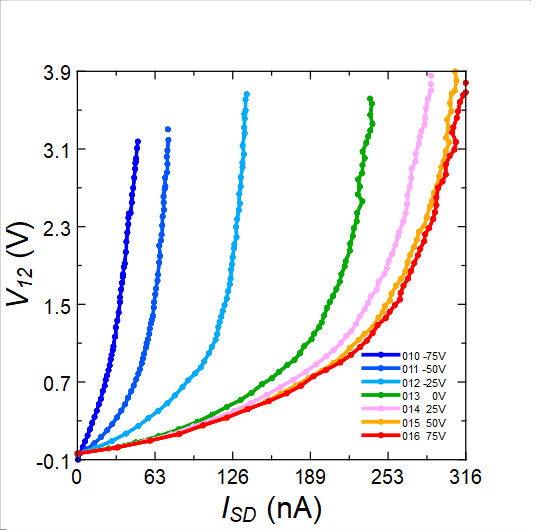 3.9
3.1
2.3
1.5
0.7
-0.1
V12 (V)
010 -75V
011 -50V
012 -25V
013 0V
014 25V
015 50V
016 75V
0 63 126 189 253 316
ISD (nA)